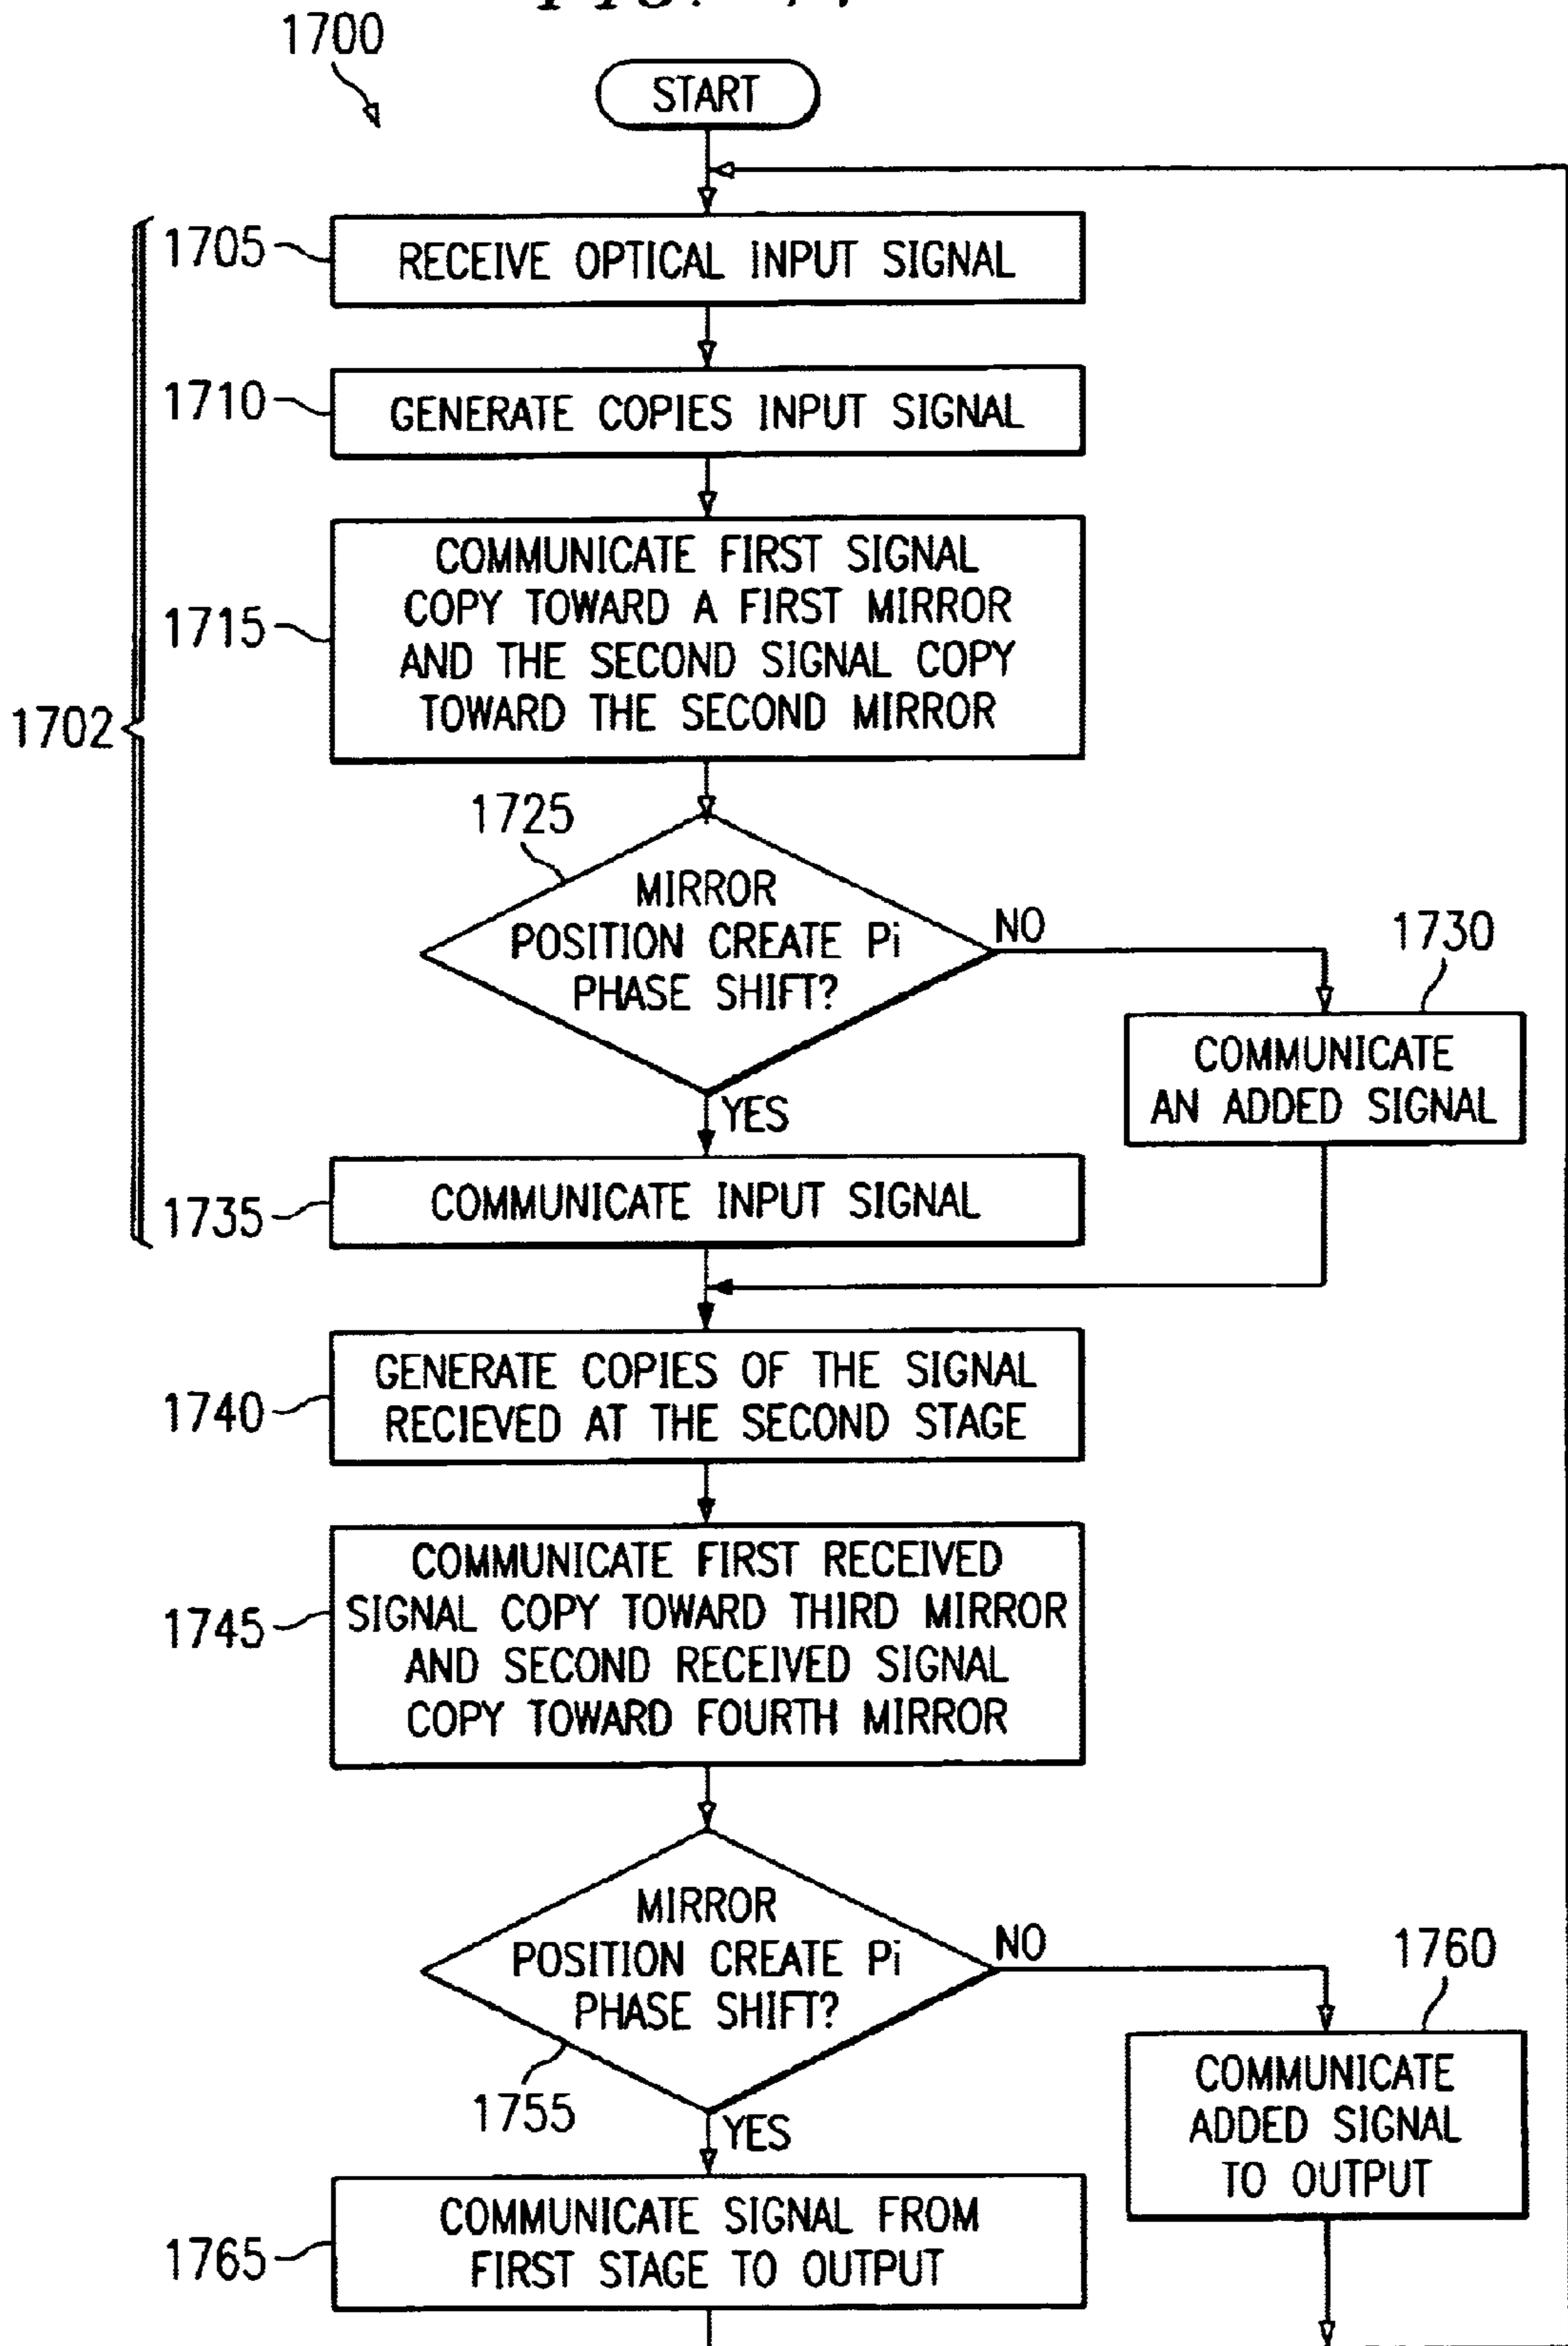 1700
START
1705
RECEIVE OPTICAL INPUT SIGNAL
1710
GENERATE COPIES INPUT SIGNAL
1715
COMMUNICATE FIRST SIGNAL
COPY TOWARD A FIRST MIRROR
AND THE SECOND SIGNAL COPY
TOWARD THE SECOND MIRROR
1702
1725
MIRROR
POSITION CREATE Pi
PHASE SHIFT?
NO
1730
COMMUNICATE
AN ADDED SIGNAL
YES
1735
COMMUNICATE INPUT SIGNAL
1740
GENERATE COPIES OF THE SIGNAL
RECIEVED AT THE SECOND STAGE
1745
COMMUNICATE FIRST RECEIVED
SIGNAL COPY TOWARD THIRD MIRROR
AND SECOND RECEIVED SIGNAL
COPY TOWARD FOURTH MIRROR
MIRROR
POSITION CREATE Pi
PHASE SHIFT?
NO
1755
1760
COMMUNICATE
ADDED SIGNAL
TO OUTPUT
YES
1765
COMMUNICATE SIGNAL FROM
FIRST STAGE TO OUTPUT